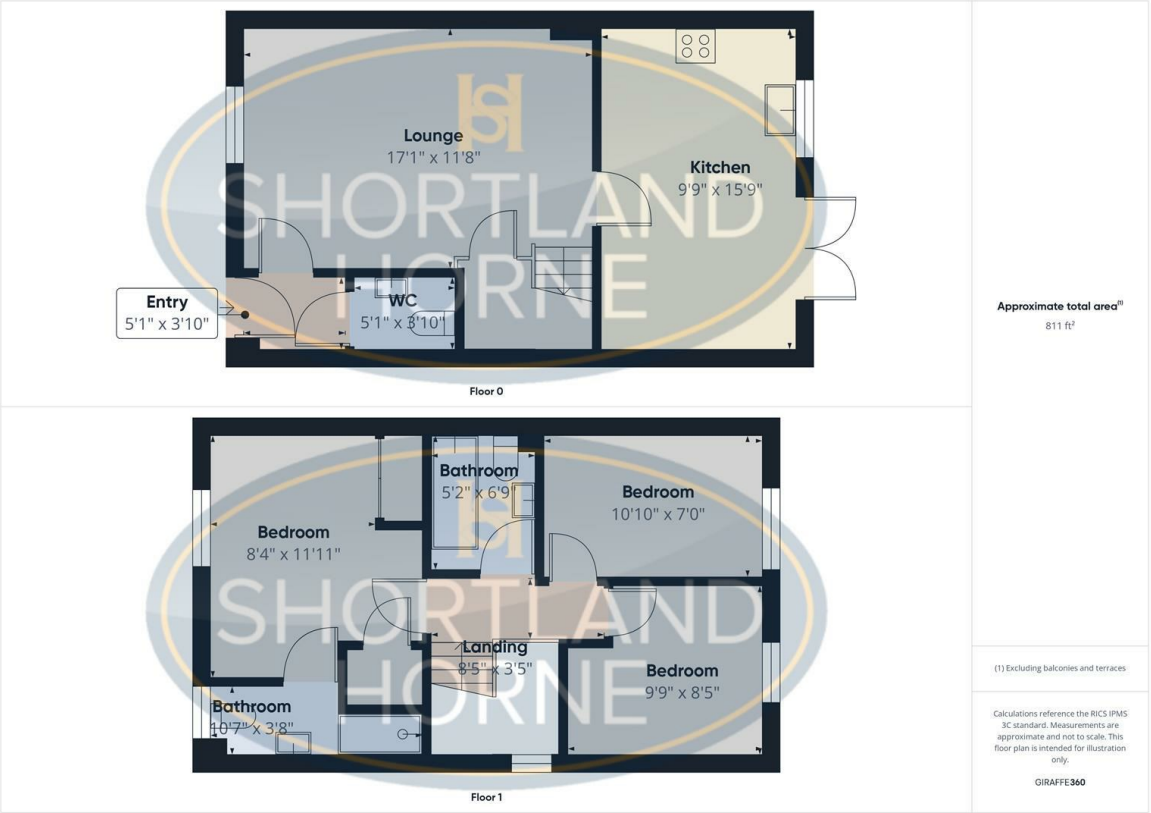 Lounge
17'1" x 11'8"
Kitchen
9'9" x 15'9"
SHORTLAND
HORNE
Entry
5'1" x 3'10"
WC
5'1" x 3'10"
Floor 0
Approximate total area(1)
811 ft²
Bathroom
5'2" x 6'9"
Bedroom
10'10" x 7'0"
Bedroom
8'4" x 11'11"
SHORTLAND
HORNE
Landing
8'5" x 3'5"
Bedroom
9'9" x 8'5"
Bathroom
10'7" x 3'8"
Floor 1
(1) Excluding balconies and terraces
Calculations reference the RICS IPMS
3C standard. Measurements are
approximate and not to scale. This
floor plan is intended for illustration
only.
GIRAFFE360